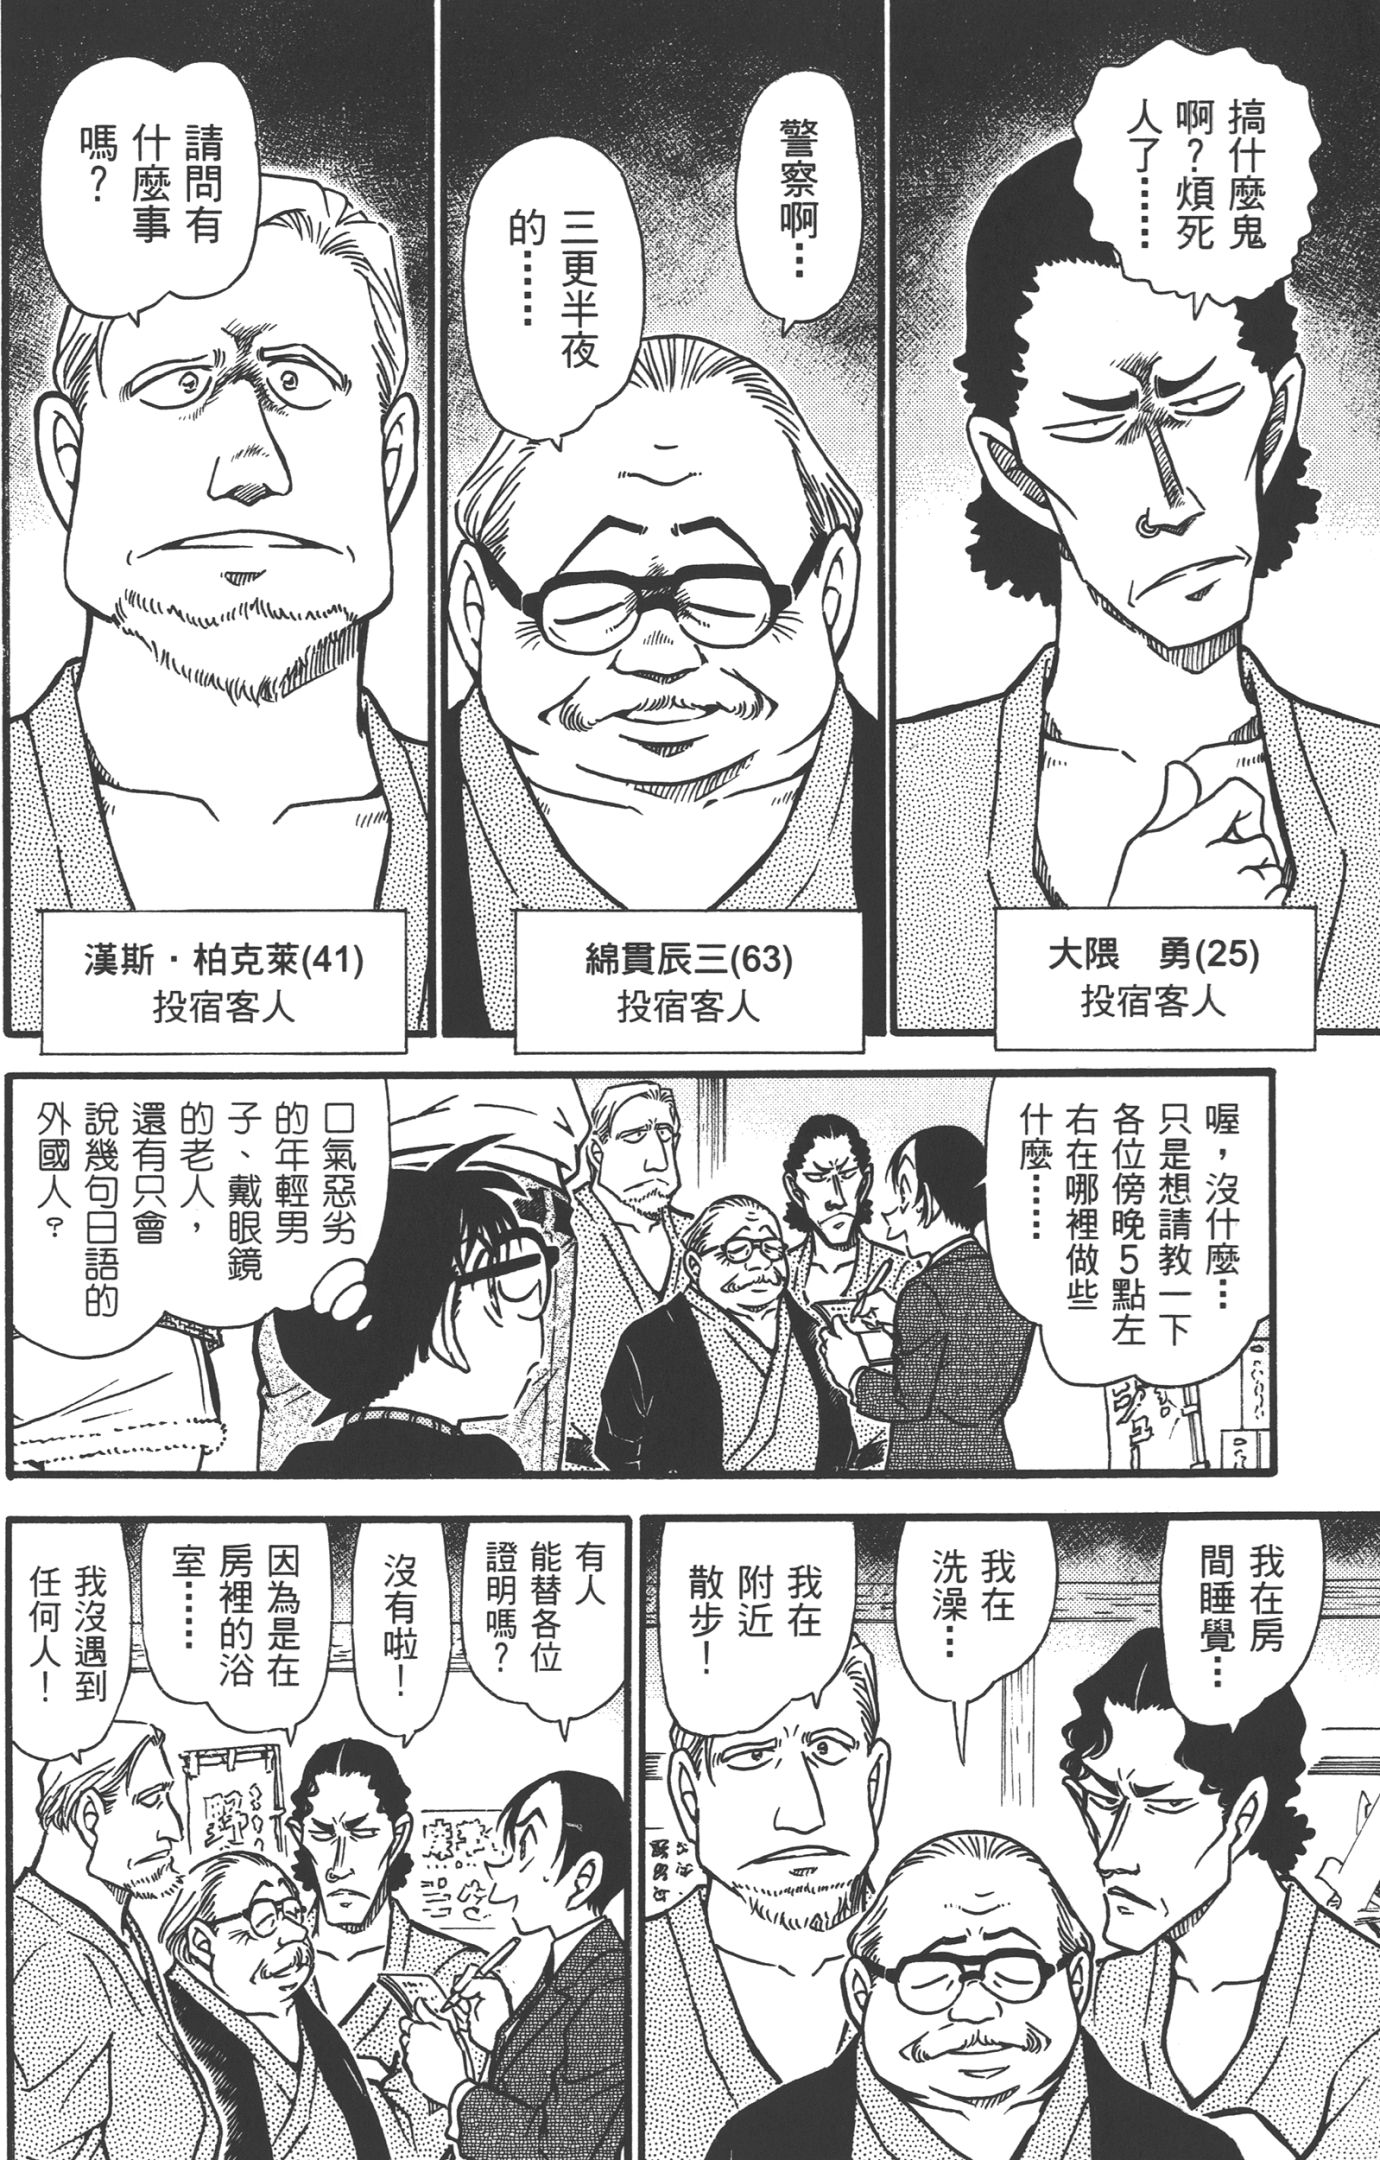 搞什麼鬼
啊？煩死
人了……
警察啊…
三更半夜
的……
請問有
什麼事
嗎？
大隈　勇(25)
投宿客人
綿貫辰三(63)
投宿客人
漢斯・柏克萊(41)
投宿客人
喔，沒什麼…
只是想請教一下
各位傍晚5點左
右在哪裡做些
什麼……
口氣惡劣
的年輕男
子、戴眼鏡
的老人，
還有只會
說幾句日語的
外國人？
我在房
間睡覺…
我在
洗澡…
我在
附近
散步！
有人
能替各位
證明嗎？
沒有啦！
因為是在
房裡的浴
室……
我沒遇到
任何人！